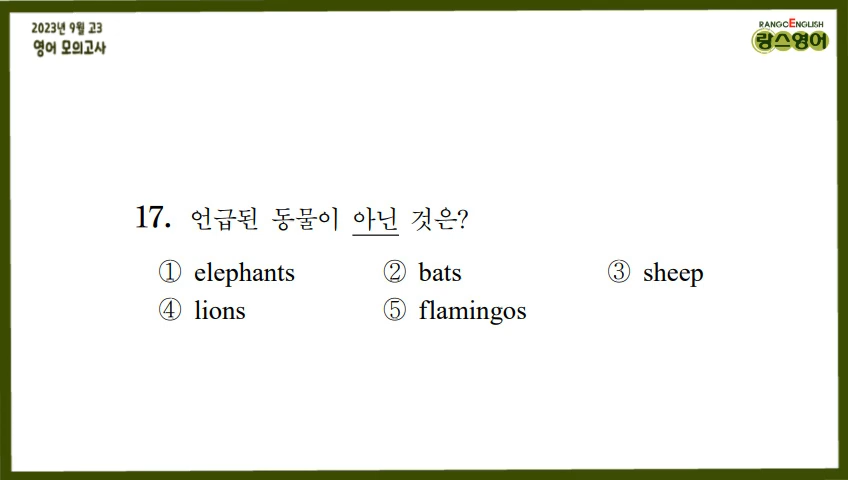 2023년 9월 고3
영어 모의고사
RANGOENGLISH
랑스영어
17. 언급된 동물이 아닌 것은?
① elephants ② bats ③ sheep
④ lions ⑤ flamingos